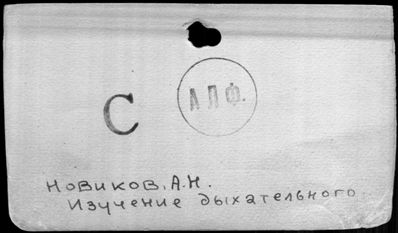 С
АЛФ.
Новиков, А.Н.
Изучение дыхательного